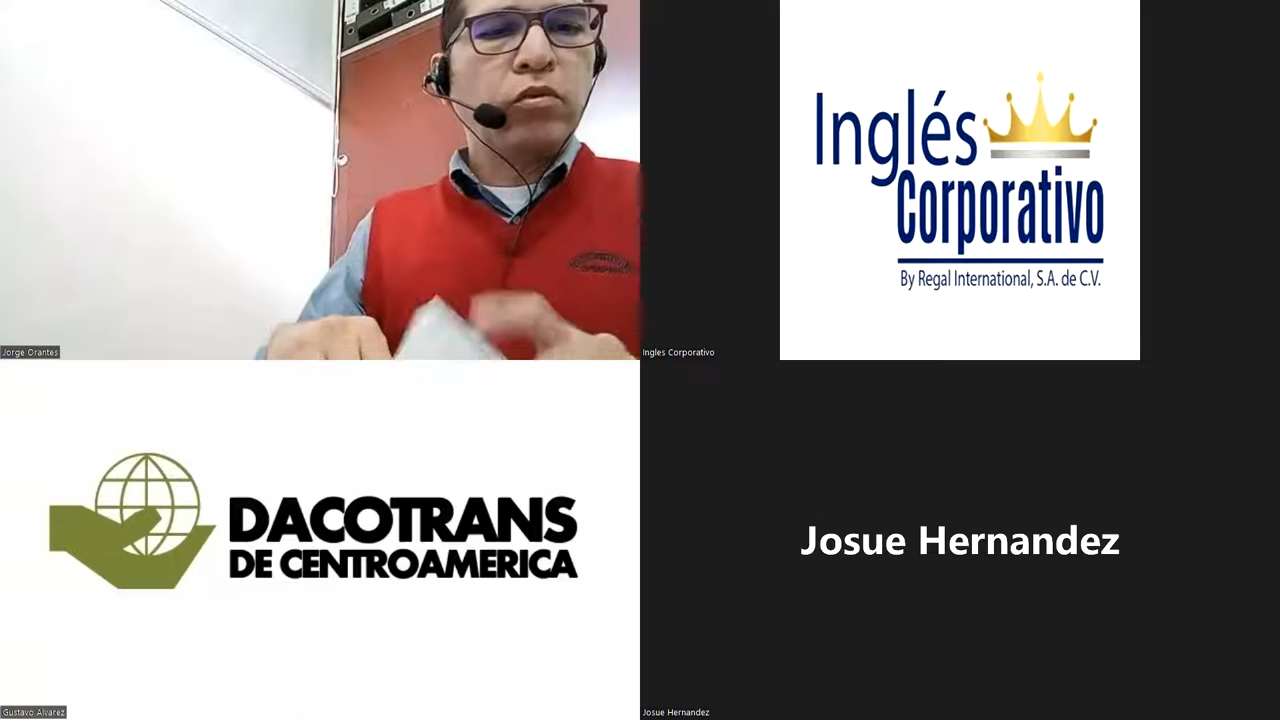 Jorge Orantes
Inglés
Corporativo
By Regal International, S.A. de C.V.
Ingles Corporativo
DACOTRANS
DE CENTROAMERICA
Gustavo Alvarez
Josue Hernandez
Josue Hernandez